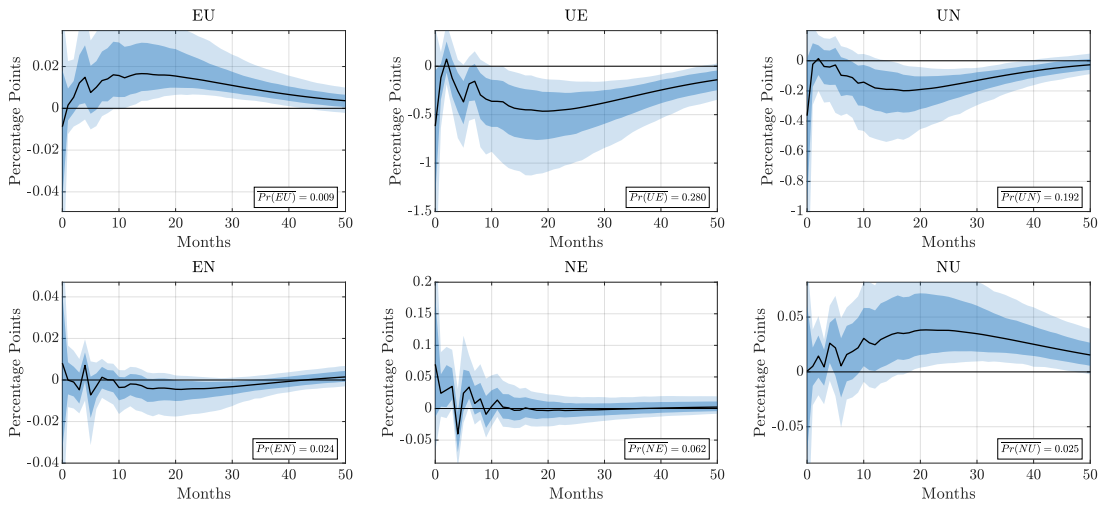 EU
Percentage Points
0.02
0
-0.02
-0.04
Pr(EU) = 0.009
0 10 20 30 40 50
Months
UE
Percentage Points
0
-0.5
-1
-1.5
Pr(UE) = 0.280
0 10 20 30 40 50
Months
UN
Percentage Points
0.2
0
-0.2
-0.4
-0.6
-0.8
-1
Pr(UN) = 0.192
0 10 20 30 40 50
Months
EN
Percentage Points
0.04
0.02
0
-0.02
-0.04
Pr(EN) = 0.024
0 10 20 30 40 50
Months
NE
Percentage Points
0.2
0.15
0.1
0.05
0
-0.05
Pr(NE) = 0.062
0 10 20 30 40 50
Months
NU
Percentage Points
0.05
0
-0.05
Pr(NU) = 0.025
0 10 20 30 40 50
Months